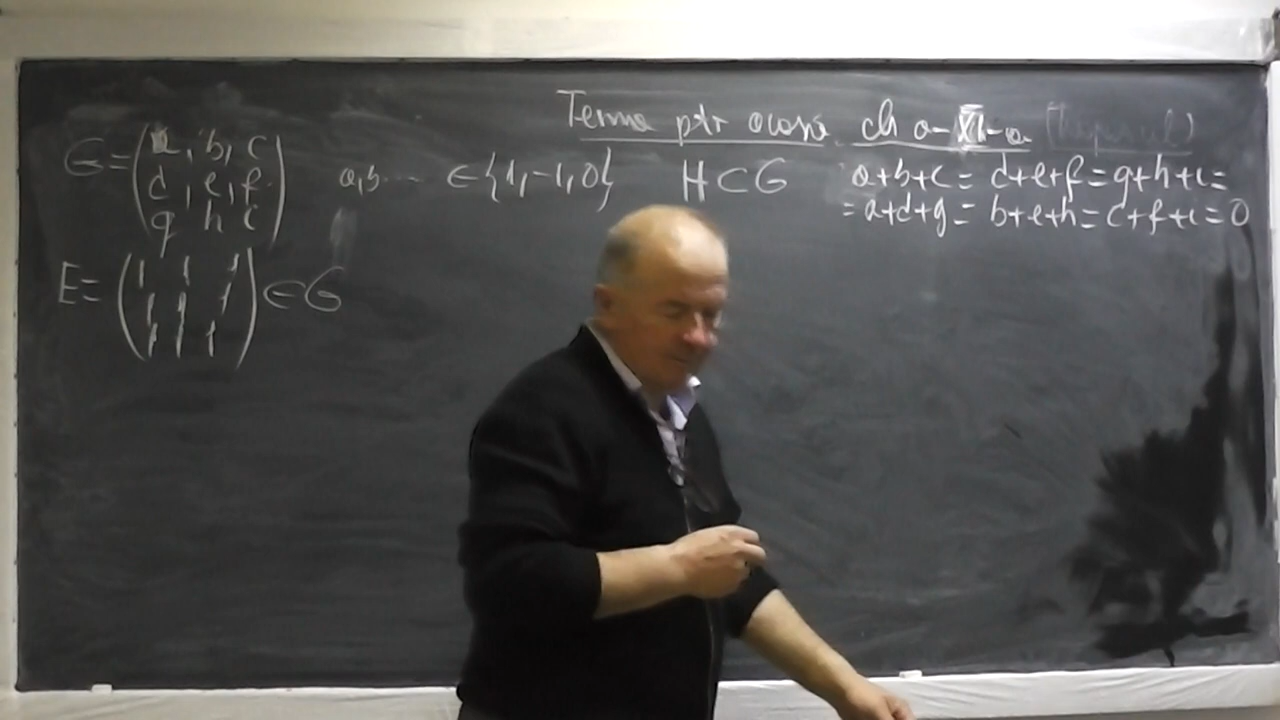 Tema ptr acasă cls a-XI-a
G = (a, b, c
d, e, f
g h i)
a,b.... ∈{1,-1,0} H⊂G
a+b+c = d+e+f = g+h+i =
= a+d+g = b+e+h = c+f+i = 0
E = (1 1 1
1 1 1
1 1 1) ∈ G